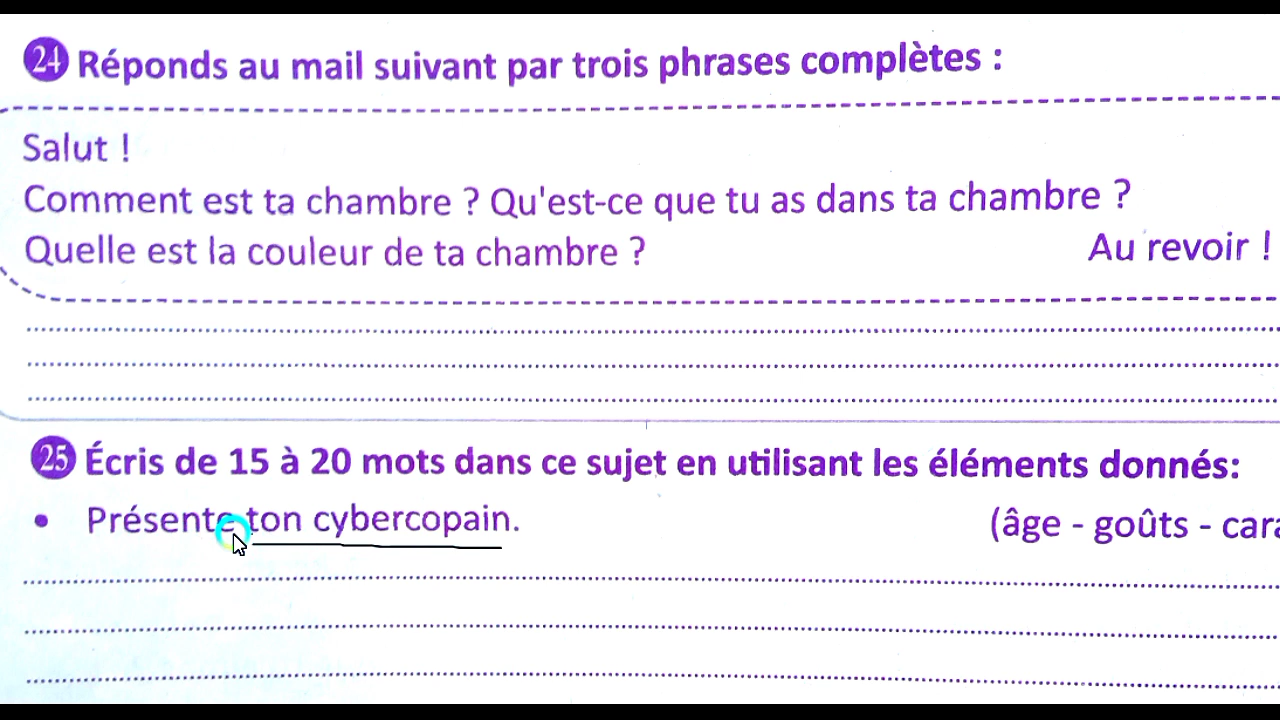 24 Réponds au mail suivant par trois phrases complètes :
Salut !
Comment est ta chambre ? Qu'est-ce que tu as dans ta chambre ?
Quelle est la couleur de ta chambre ?
Au revoir !
25 Écris de 15 à 20 mots dans ce sujet en utilisant les éléments donnés:
• Présente ton cybercopain.
(âge - goûts - cara